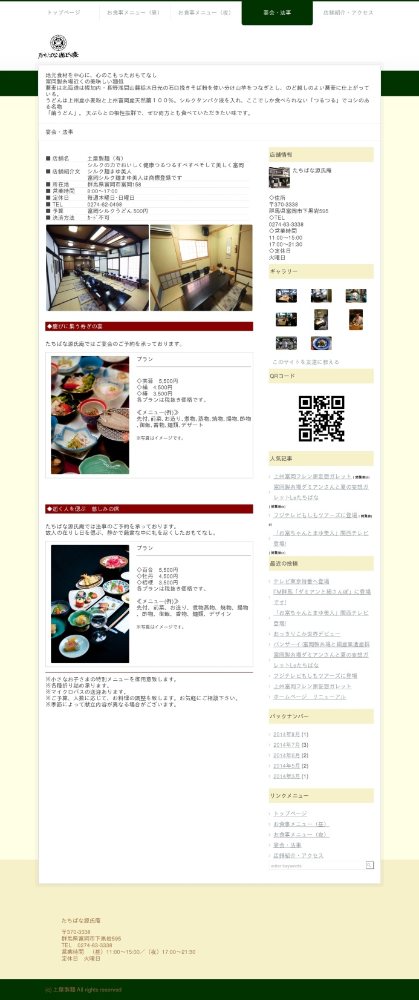 トップページ
お食事メニュー（昼）
お食事メニュー（夜）
宴会・法事
店舗紹介・アクセス
たちばな源氏庵
地元食材を中心に、心のこもったおもてなし
富岡製糸場近くの美味しい麺処
蕎麦は北海道は幌加内・長野浅間山麓栃木日光の石臼挽きそば粉を使い分け山芋をつなぎとし、のど越しのよい蕎麦に仕上がって
いる。
うどんは上州産小麦粉と上州富岡産天然繭１００％。シルクタンパク液を入れ、ここでしか食べられない「つるつる」でコシのあ
る名物
「繭うどん」。 天ぷらとの相性抜群で、ぜひ両方とも食べていただきたい味です。
宴会・法事
■ 店舗名 土屋製麺（有）
シルクの力でおいしく健康つるつるすべすべそして美しく富岡
■ 店舗紹介文 シルク麺まゆ美人
富岡シルク麺まゆ美人は商標登録です
■ 所在地 群馬県富岡市富岡158
■ 営業時間 8:00～17:00
■ 定休日 毎週木曜日･日曜日
■ TEL 0274-62-0498
■ 予算 富岡シルクうどん 500円
■ 決済方法 ｶｰﾄﾞ不可
◆慶びに集う寿ぎの宴
たちばな源氏庵ではご宴会のご予約を承っております。
プラン
◇芙蓉　5,500円
◇橘　4,500円
◇椿　3,500円
各プランは税抜き価格です。
≪メニュー(例)≫
先付､前菜､お造り､煮物､蒸物､焼物､揚物､酢物
､御飯､香物､麺類､デザート
※写真はイメージです。
◆逝く人を偲ぶ　慈しみの席
たちばな源氏庵では法事のご予約を承っております。
故人の在りし日を偲ぶ、静かで厳粛な中に礼を尽くしたおもてなし。
プラン
◇百合　5,500円
◇牡丹　4,500円
◇桔梗　3,500円
各プランは税抜き価格です。
≪メニュー(例)≫
先付、前菜、お造り、煮物蒸物、焼物、揚物
、酢物、御飯、香物、麺類、デザイン
※写真はイメージです。
※小さなお子さまの特別メニューを御用意致します。
※各種折り詰め承ります。
※マイクロバスの送迎あります。
※ご予算、人数に応じて、お料理の調整を致します。お気軽にご相談下さい。
※季節によって献立内容が異なる場合がございます。
店舗情報
たちばな源氏庵
◇住所
〒370-3338
群馬県富岡市下黒岩595
◇TEL
0274-63-3338
◇営業時間
11:00～15:00
17:00～21:30
◇定休日
火曜日
ギャラリー
このサイトを友達に教える
QRコード
人気記事
上州富岡フレン家妄想ガレット | 閲覧数(6)
富岡製糸場ダミアンさんと夏の妄想ガ
レットLeたちばな
| 閲覧数(6)
フジテレビもしもツアーズに登場 | 閲覧数(
6)
「お富ちゃんとまゆ美人」関西テレビ
登場!
| 閲覧数(5)
最近の投稿
テレビ東京特番へ登場
FM群馬「ダミアンと絹さんぽ」に登場
です!
「お富ちゃんとまゆ美人」関西テレビ
登場!
おっきりこみ世界デビュー
バンザーイ!富岡製糸場と絹産業遺産群
富岡製糸場ダミアンさんと夏の妄想ガ
レットLeたちばな
フジテレビもしもツアーズに登場
上州富岡フレン家妄想ガレット
ホームページ　リニューアル
バックナンバー
2014年8月 (1)
2014年7月 (3)
2014年6月 (2)
2014年5月 (2)
2014年3月 (1)
リンクメニュー
トップページ
お食事メニュー（昼）
お食事メニュー（夜）
宴会・法事
店舗紹介・アクセス
enter keywords
たちばな源氏庵
〒370-3338
群馬県富岡市下黒岩595
TEL　0274-63-3338
営業時間　（昼）11:00～15:00／（夜）17:00～21:30
定休日　火曜日
(c) 土屋製麺 All rights reserved